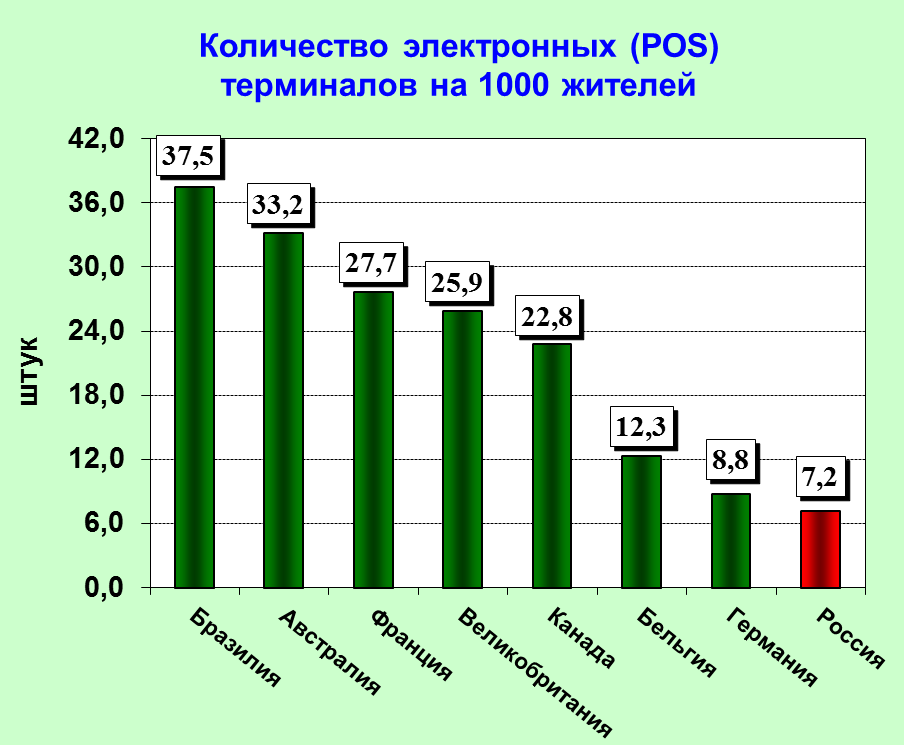 Количество электронных (POS)
терминалов на 1000 жителей
штук
42,0
36,0
30,0
24,0
18,0
12,0
6,0
0,0
37,5
33,2
27,7
25,9
22,8
12,3
8,8
7,2
Бразилия
Австралия
Франция
Великобритания
Канада
Бельгия
Германия
Россия